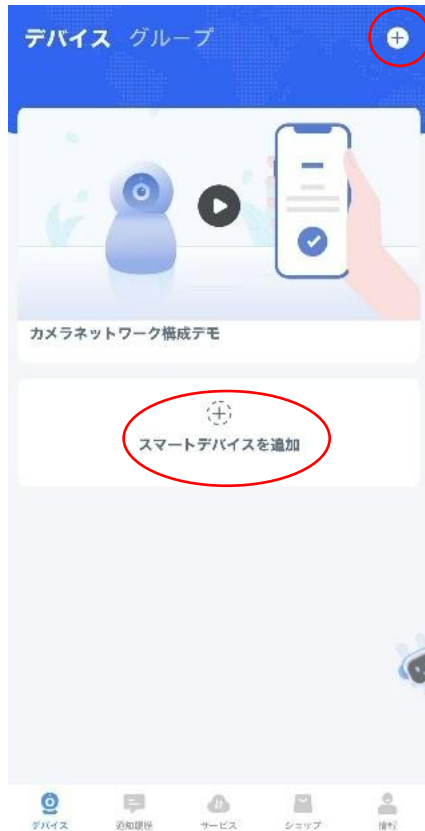 デバイス グループ
カメラネットワーク構成デモ
スマートデバイスを追加
デバイス 通知履歴 サービス ショップ 情報